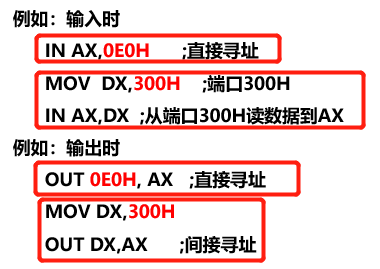 例如：输入时
IN AX,0E0H ;直接寻址
MOV DX,300H ;端口300H
IN AX,DX ;从端口300H读数据到AX
例如：输出时
OUT 0E0H, AX ;直接寻址
MOV DX,300H
OUT DX,AX ;间接寻址